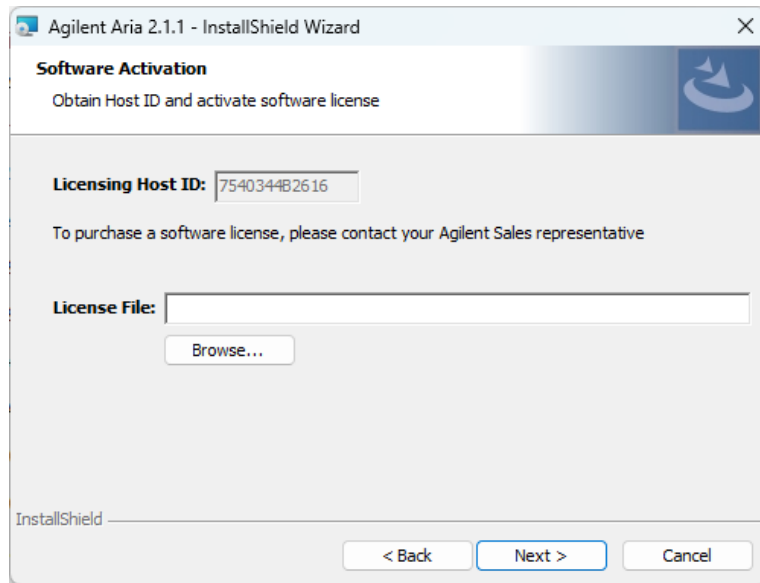 Agilent Aria 2.1.1 - InstallShield Wizard
Software Activation
Obtain Host ID and activate software license
Licensing Host ID: 7540344B2616
To purchase a software license, please contact your Agilent Sales representative
License File:
Browse...
InstallShield
< Back Next > Cancel